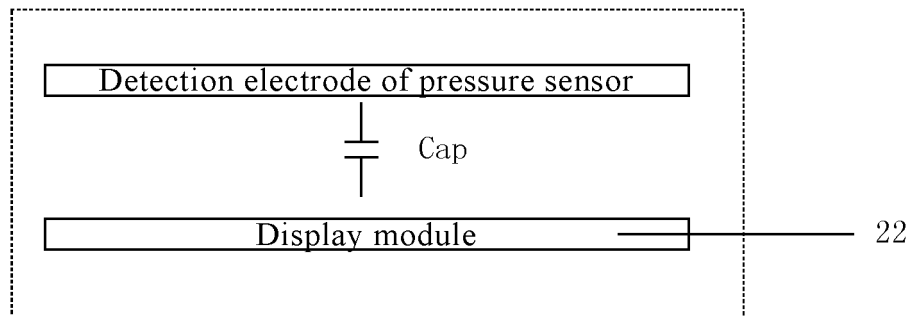 Detection electrode of pressure sensor
Cap
Display module
22